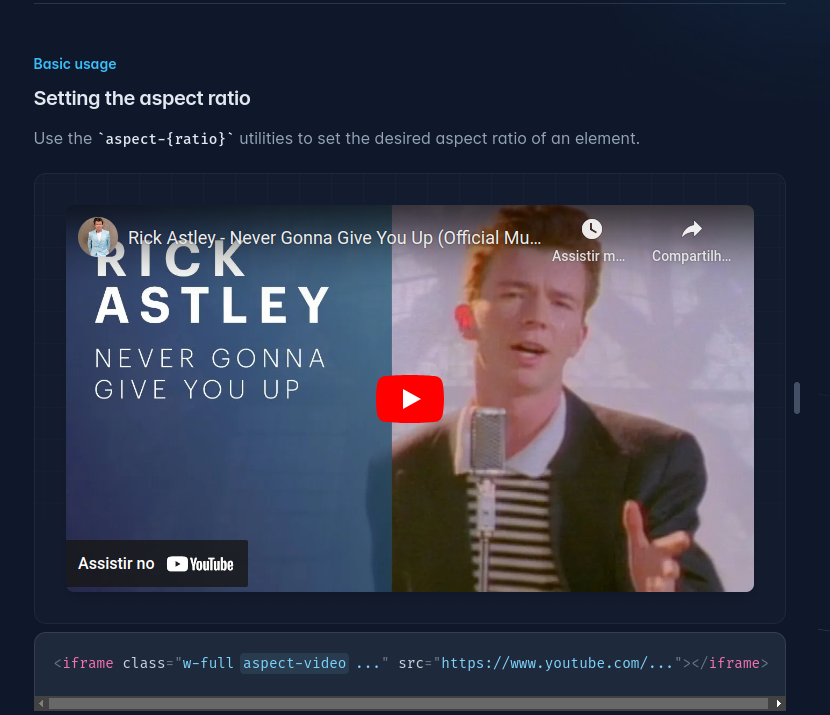 Basic usage
Setting the aspect ratio
Use the `aspect-{ratio}` utilities to set the desired aspect ratio of an element.
Rick Astley - Never Gonna Give You Up (Official Mu...
Assistir m...
Compartilh...
RICK
ASTLEY
NEVER GONNA
GIVE YOU UP
Assistir no YouTube
<iframe class="w-full aspect-video ..." src="https://www.youtube.com/..."></iframe>